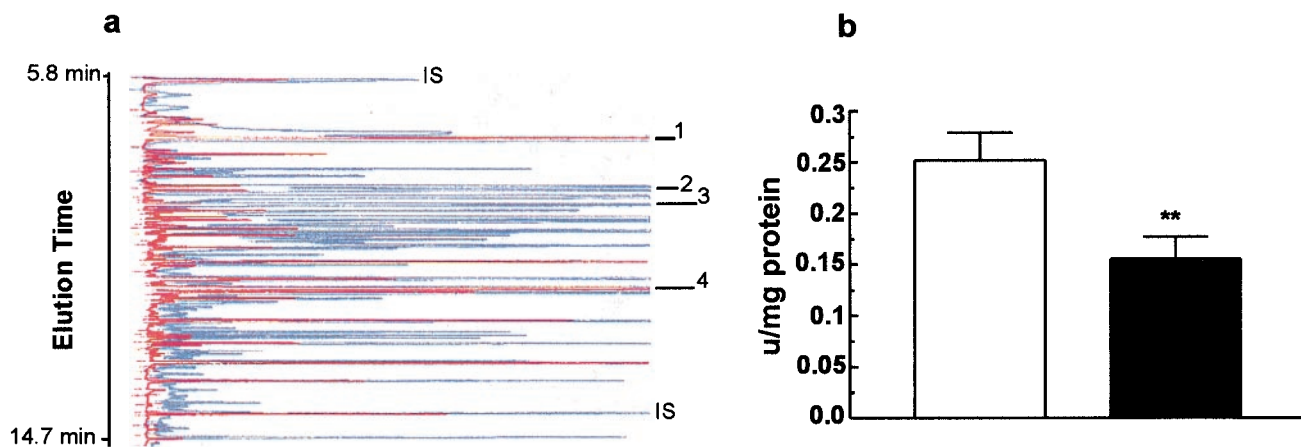 a
5.8 min
IS
1
2
3
4
IS
14.7 min
Elution Time
b
0.3
0.25
0.2
0.15
0.1
0.05
0.0
u/mg protein
**